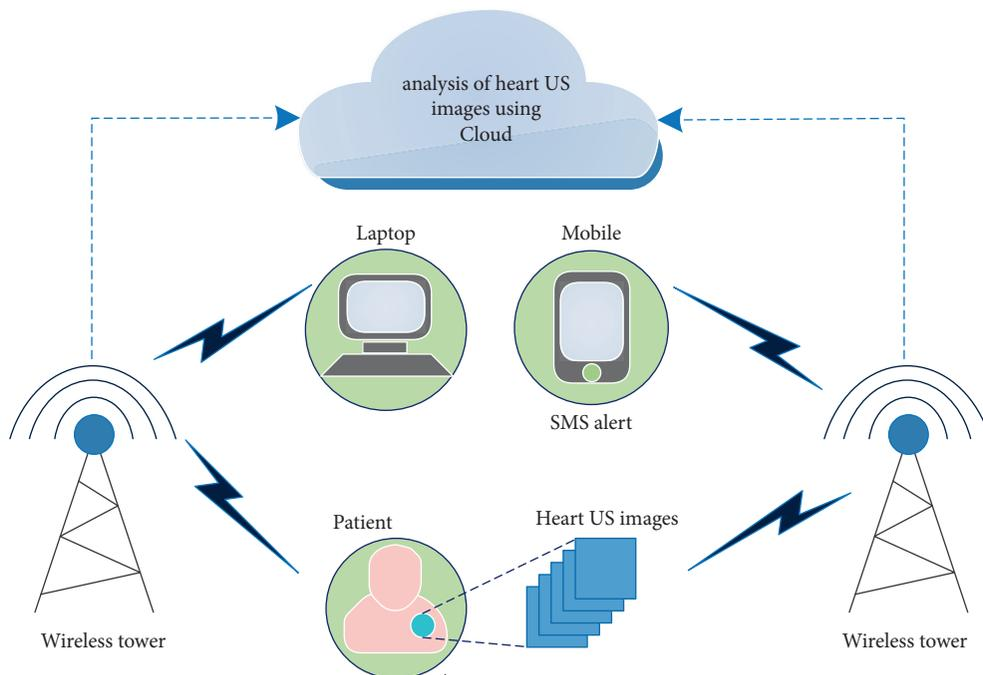 analysis of heart US
images using
Cloud
Laptop
Mobile
SMS alert
Patient
Heart US images
Wireless tower
Wireless tower